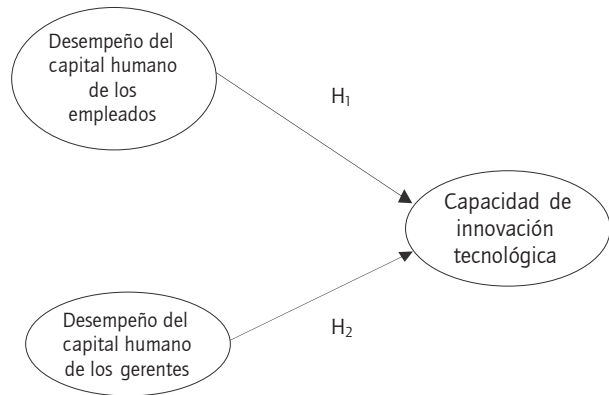 Desempeño del
capital humano
de los
empleados
H₁
Capacidad de
innovación
tecnológica
Desempeño del
capital humano
de los gerentes
H₂